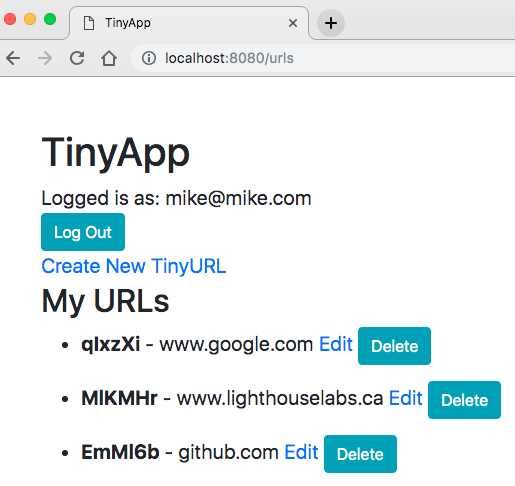 TinyApp
localhost:8080/urls
TinyApp
Logged is as: mike@mike.com
Log Out
Create New TinyURL
My URLs
qIxzXi - www.google.com Edit Delete
MlKMHr - www.lighthouselabs.ca Edit Delete
EmMl6b - github.com Edit Delete